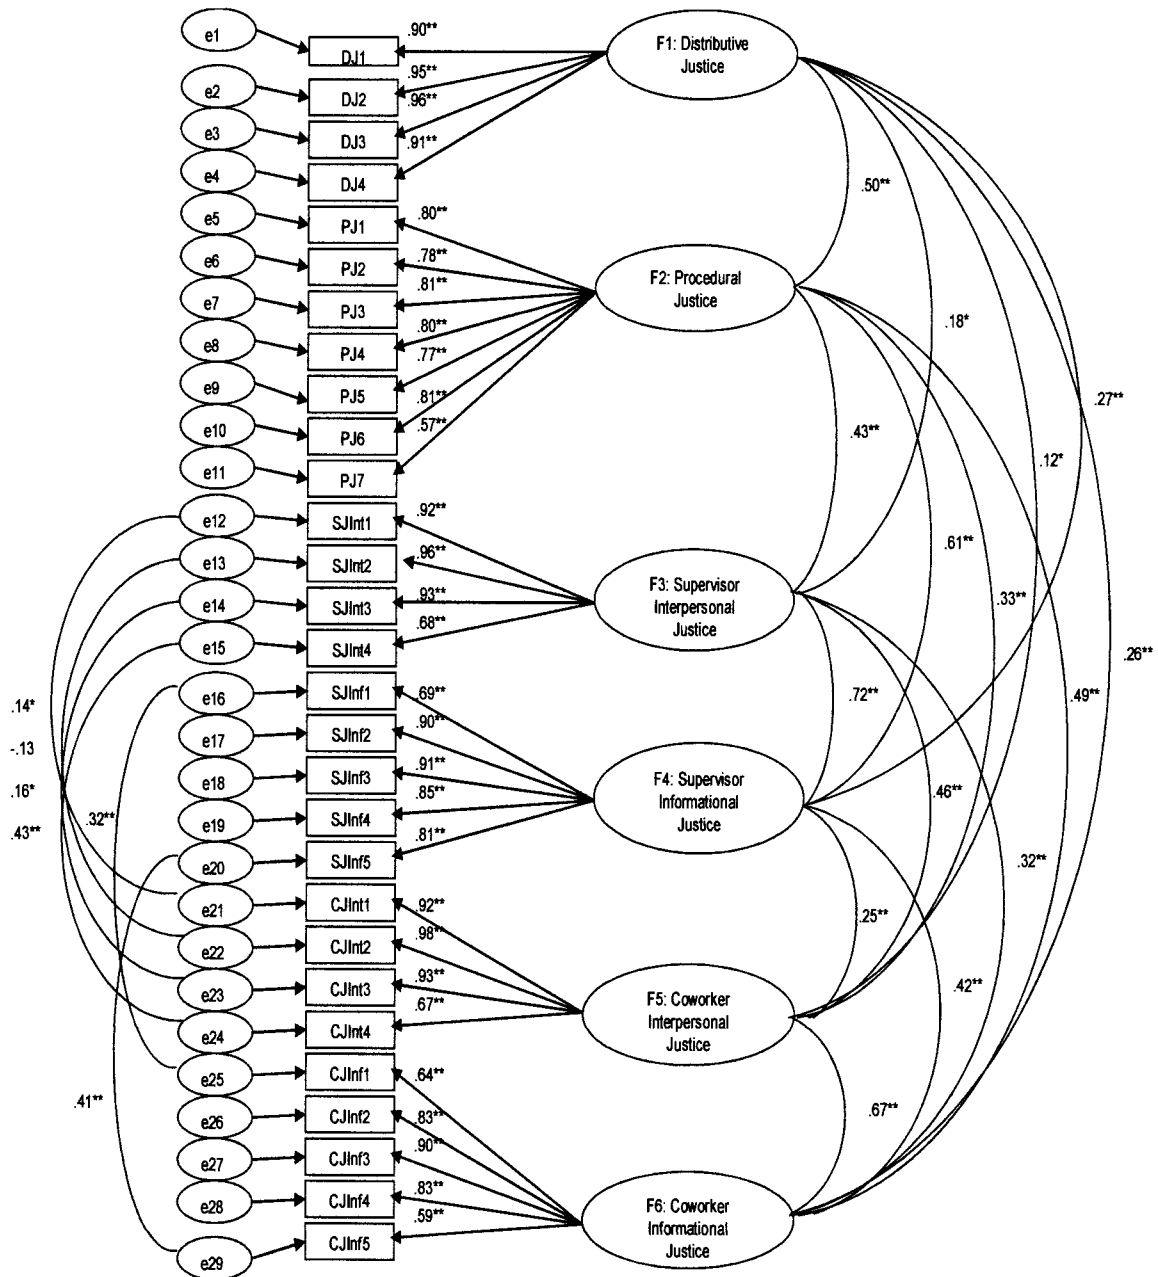 e1
.90**
DJ1
F1: Distributive
Justice
.95**
e2
DJ2
.96**
e3
DJ3
.91**
e4
DJ4
.50**
e5
PJ1
.80**
e6
PJ2
.78**
F2: Procedural
Justice
e7
PJ3
.81**
.18*
e8
PJ4
.80**
.77**
e9
PJ5
.81**
.27**
e10
PJ6
.57**
.43**
e11
PJ7
.12*
e12
SJInt1
.92**
e13
SJInt2
.96**
.61**
e14
SJInt3
.93**
F3: Supervisor
Interpersonal
Justice
.33**
e15
SJInt4
.68**
.26**
e16
SJInf1
.69**
.72**
.49**
.14*
e17
SJInf2
.90**
-.13
e18
SJInf3
.91**
F4: Supervisor
Informational
Justice
.16*
.46**
e19
SJInf4
.85**
.32**
.43**
.81**
e20
SJInf5
.32**
e21
CJInt1
.92**
.25**
e22
CJInt2
.98**
e23
CJInt3
.93**
.42**
F5: Coworker
Interpersonal
Justice
e24
CJInt4
.67**
e25
CJInf1
.64**
.41**
e26
CJInf2
.83**
.67**
e27
CJInf3
.90**
e28
CJInf4
.83**
F6: Coworker
Informational
Justice
.59**
e29
CJInf5